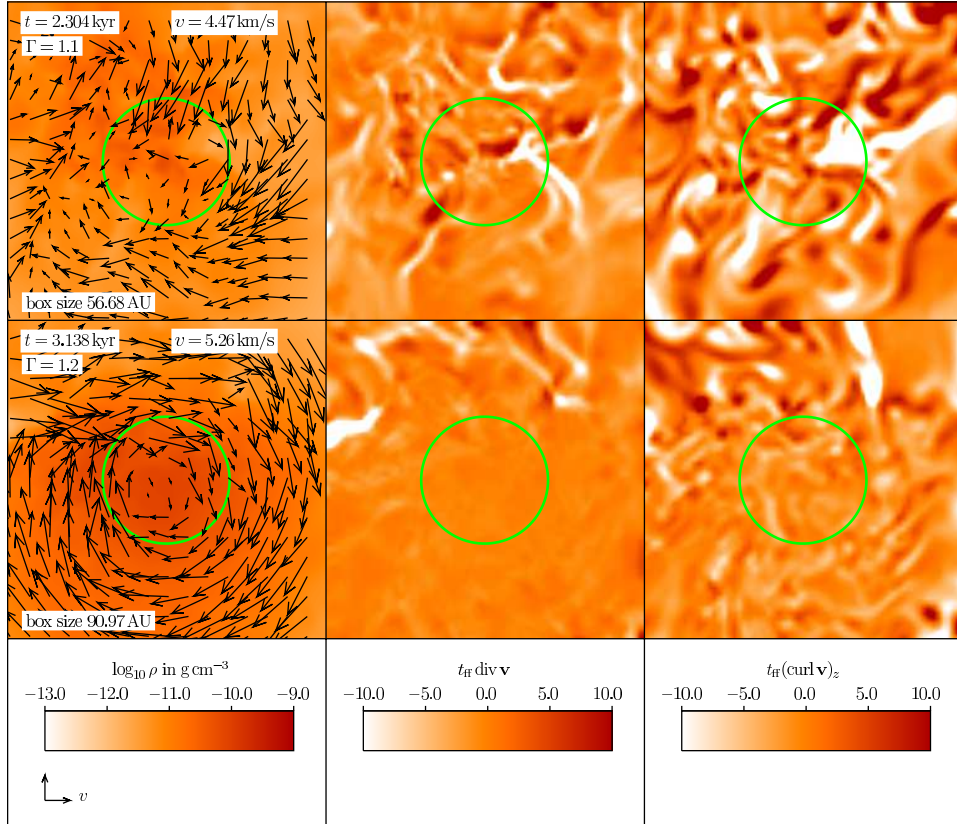 t = 2.304 kyr v = 4.47 km/s
Γ = 1.1
box size 56.68 AU
t = 3.138 kyr v = 5.26 km/s
Γ = 1.2
box size 90.97 AU
log₁₀ ρ in g cm⁻³
−13.0 −12.0 −11.0 −10.0 −9.0
t_ff div v
−10.0 −5.0 0.0 5.0 10.0
t_ff (curl v)_z
−10.0 −5.0 0.0 5.0 10.0
v